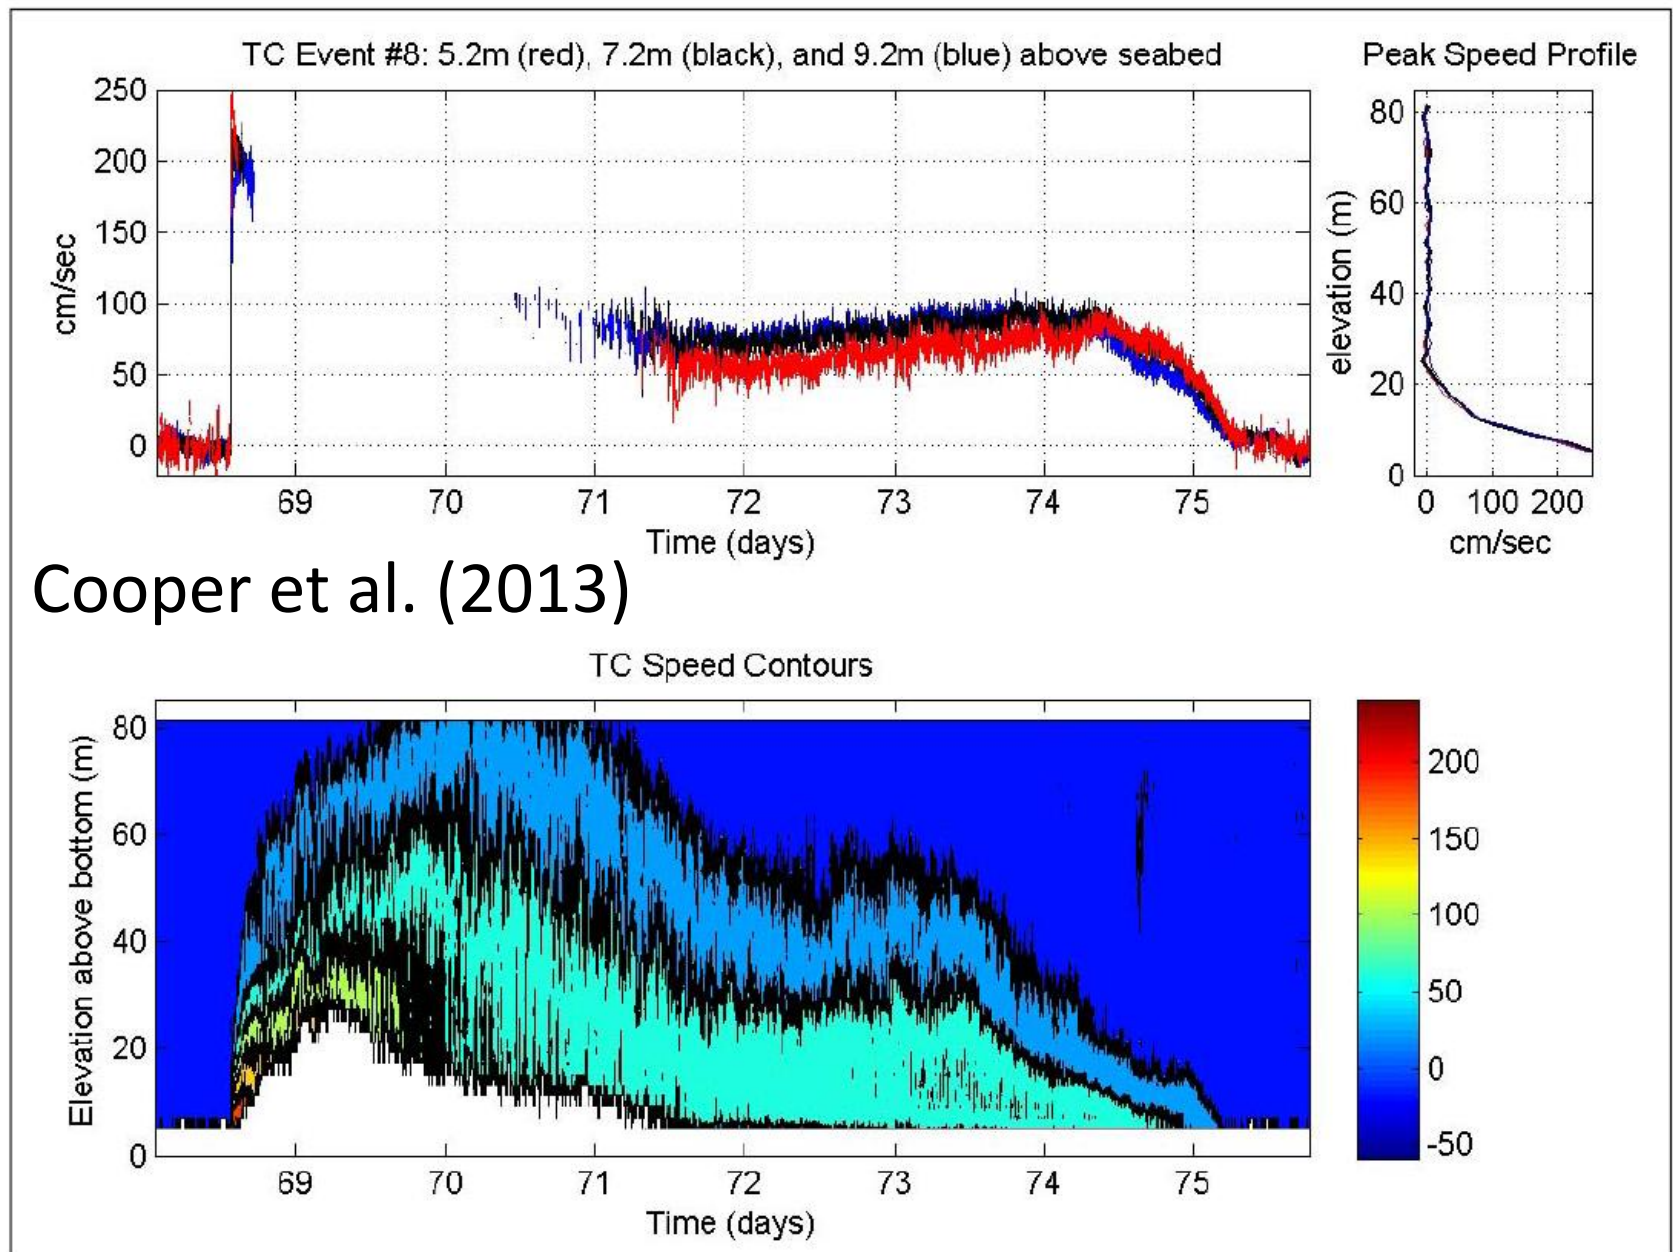 TC Event #8: 5.2m (red), 7.2m (black), and 9.2m (blue) above seabed
Peak Speed Profile
250
200
150
100
50
0
cm/sec
69 70 71 72 73 74 75
Time (days)
80
60
40
20
0
elevation (m)
0 100 200
cm/sec
Cooper et al. (2013)
TC Speed Contours
80
60
40
20
0
Elevation above bottom (m)
69 70 71 72 73 74 75
Time (days)
200
150
100
50
0
-50